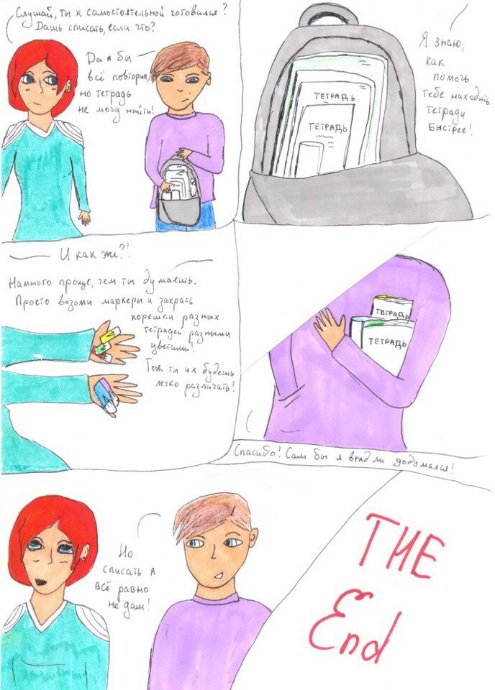 Слушай, ты к самостоятельной готовился?
Дашь списать, если что?
Да я бы
всё повторил,
но тетрадь
не могу найти!
Я знаю,
как
помочь
тебе находить
тетради
быстрее!
ТЕТРАДЬ
ТЕТРАДЬ
И как же?!
Намного проще, чем ты думаешь.
Просто возьми маркеры и закрась
корешки разных
тетрадей разными
цветами!
Так ты их будешь
легко различать!
ТЕТРАДЬ
ТЕТРАДЬ
Спасибо! Сам бы я вряд ли додумался!
Но
списать я
всё равно
не дам!
THE
End